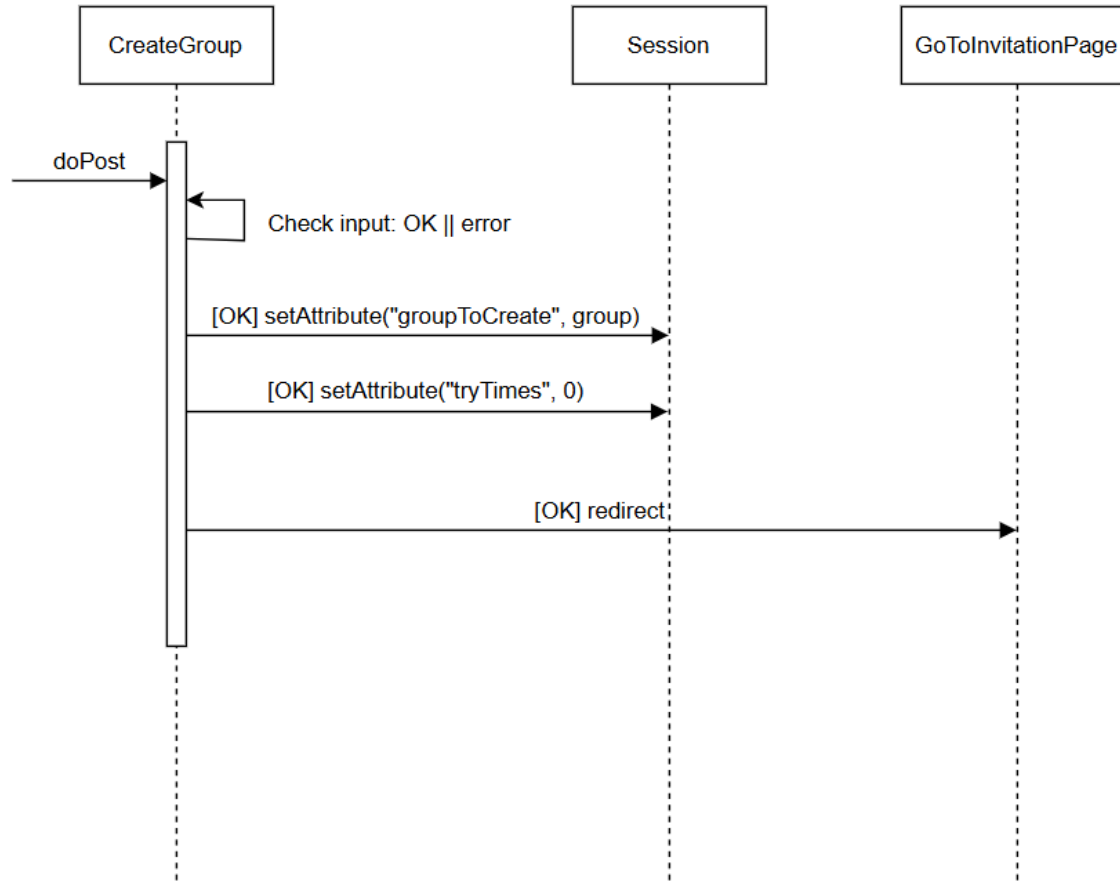 CreateGroup
Session
GoToInvitationPage
doPost
Check input: OK || error
[OK] setAttribute("groupToCreate", group)
[OK] setAttribute("tryTimes", 0)
[OK] redirect